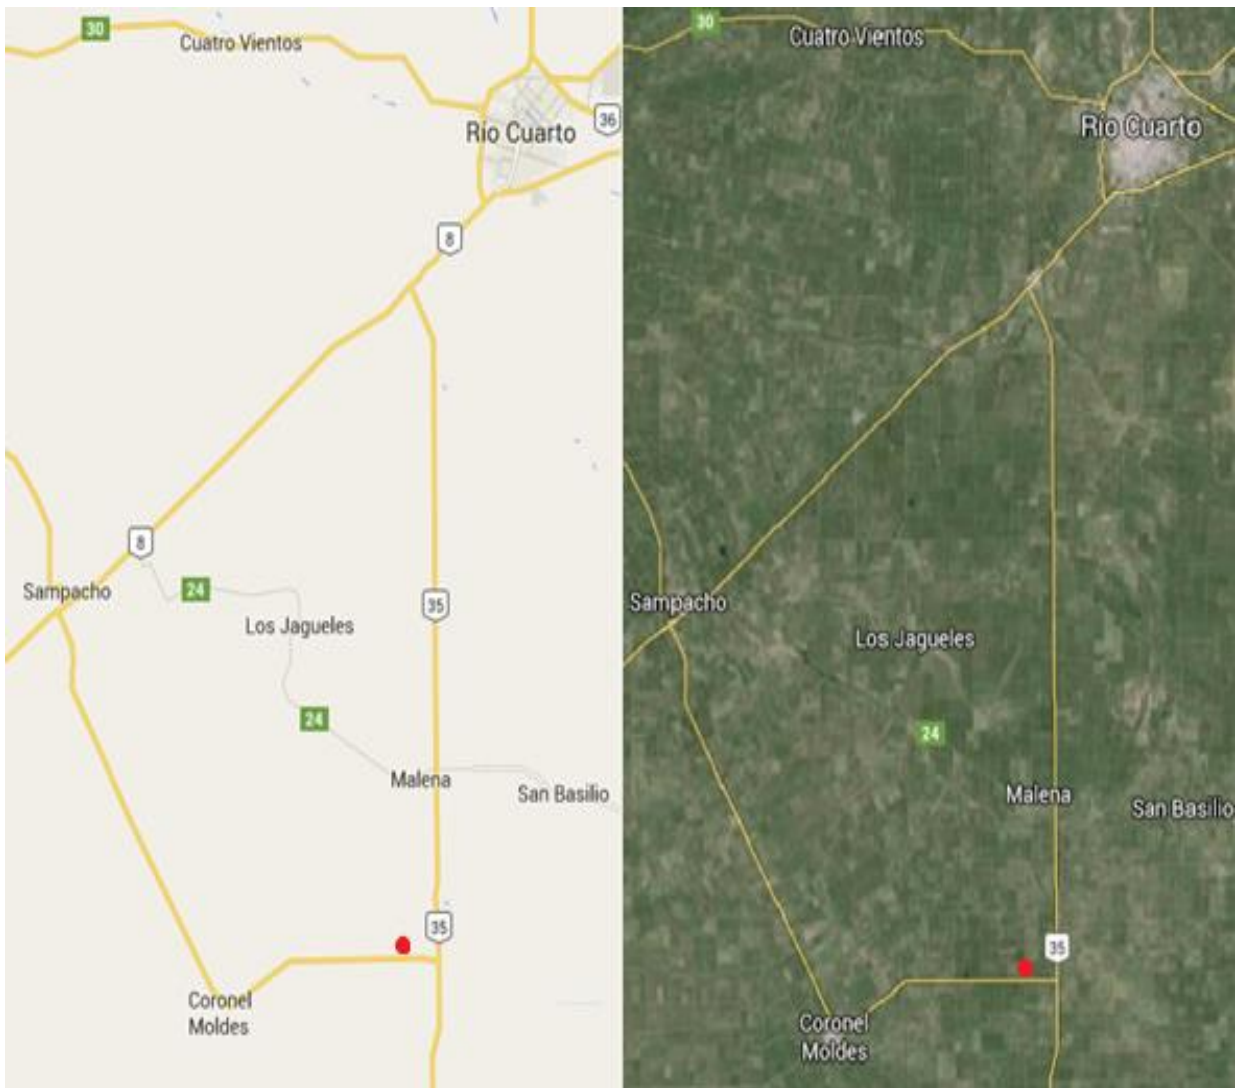 30
Cuatro Vientos
36
Río Cuarto
8
8
Sampacho
24
Los Jagueles
35
24
Malena
San Basilio
35
Coronel
Moldes
30
Cuatro Vientos
Río Cuarto
Sampacho
Los Jagueles
24
Malena
San Basilio
35
Coronel
Moldes